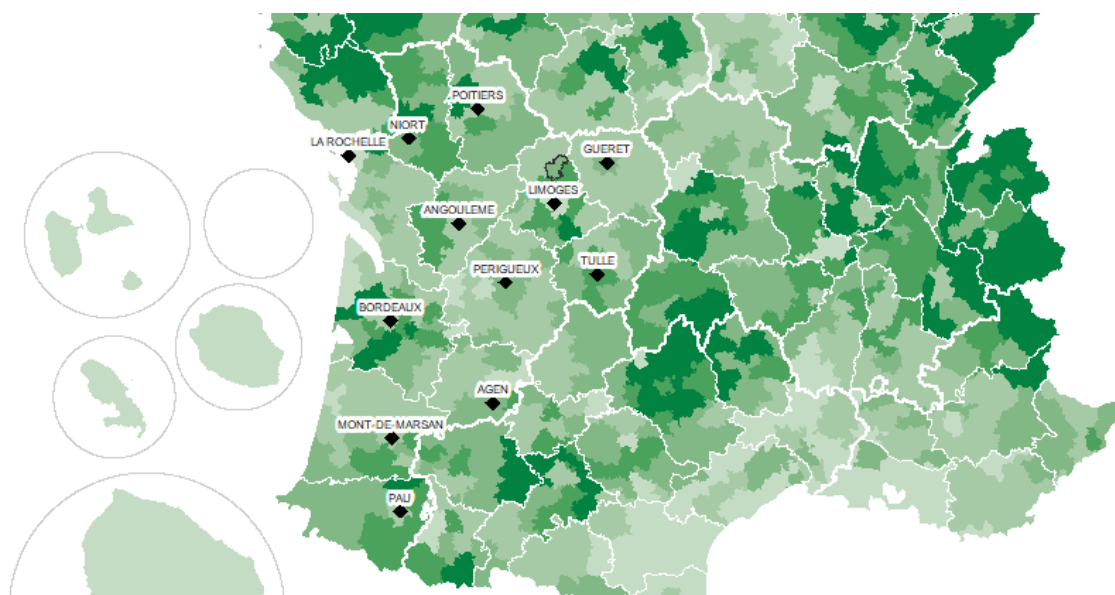 POITIERS
NIORT
LA ROCHELLE
GUERET
LIMOGES
ANGOULEME
TULLE
PERIGUEUX
BORDEAUX
AGEN
MONT-DE-MARSAN
PAU